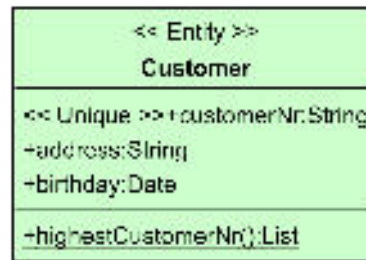 << Entity >>
Customer
<< Unique >>+customerNr:String
+address:String
+birthday:Date
+highestCustomerNr():List